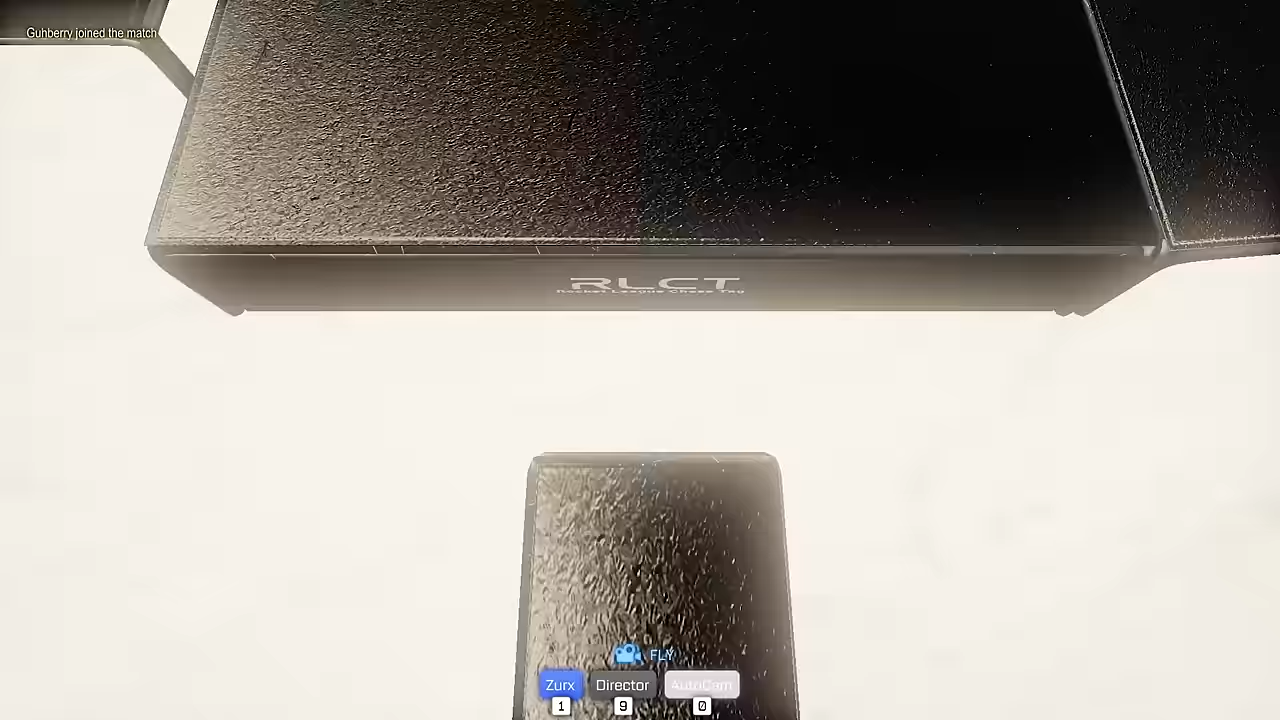 Guhberry joined the match
RLCT
Rocket League Chase Tag
FLY
Zurx Director AutoCam
1 9 0